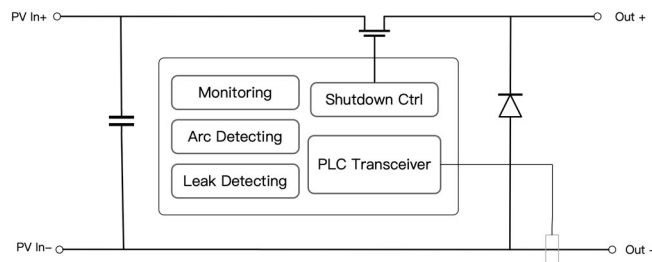 PV In+
Out +
Monitoring
Shutdown Ctrl
Arc Detecting
PLC Transceiver
Leak Detecting
PV In−
Out -